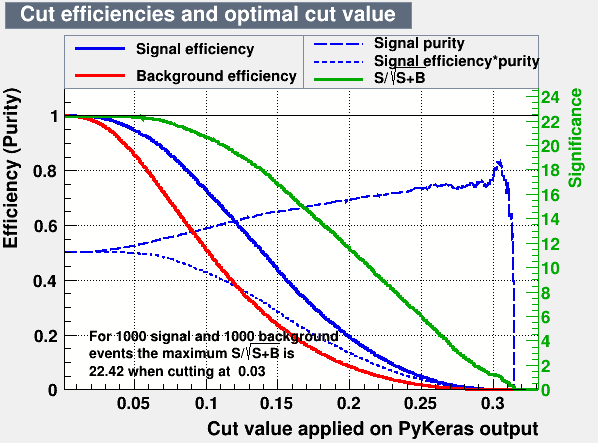 Cut efficiencies and optimal cut value
Signal efficiency
Background efficiency
Signal purity
Signal efficiency*purity
S/√S+B
Efficiency (Purity)
1
0.8
0.6
0.4
0.2
0
0.05
0.1
0.15
0.2
0.25
0.3
Cut value applied on PyKeras output
24
22
20
18
16
14
12
10
8
6
4
2
0
Significance
For 1000 signal and 1000 background
events the maximum S/√S+B is
22.42 when cutting at 0.03